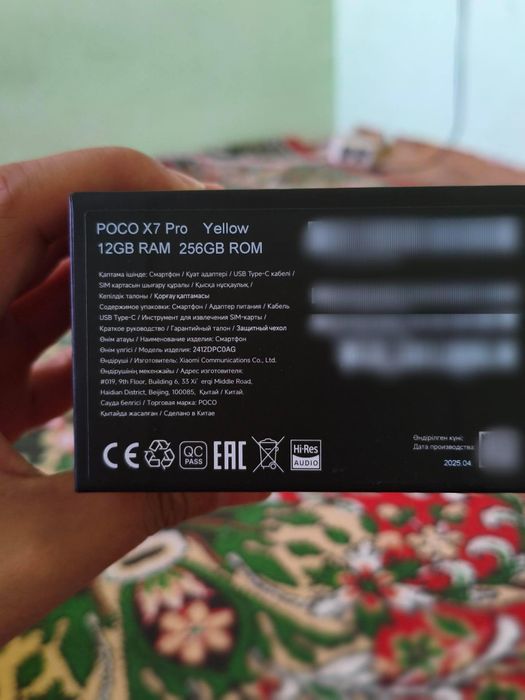 POCO X7 Pro Yellow
12GB RAM 256GB ROM
Қаптама ішінде: Смартфон / Қуат адаптері / USB Type-C кабелі /
SIM картасын шығару құралы / Қысқа нұсқаулық /
Кепілдік талоны / Қорғау қаптамасы
Содержимое упаковки: Смартфон / Адаптер питания / Кабель
USB Type-C / Инструмент для извлечения SIM-карты /
Краткое руководство / Гарантийный талон / Защитный чехол
Өнім атауы / Наименование изделия: Смартфон
Өнім үлгісі / Модель изделия: 2412DPC0AG
Өндіруші / Изготовитель: Xiaomi Communications Co., Ltd.
Өндірушінің мекенжайы / Адрес изготовителя:
#019, 9th Floor, Building 6, 33 Xi' erqi Middle Road,
Haidian District, Beijing, 100085, Қытай / Китай.
Сауда белгісі / Торговая марка: POCO
Қытайда жасалған / Сделано в Китае
CE QC PASS EAC Hi-Res AUDIO
Өндірілген күні:
Дата производства:
2025.04